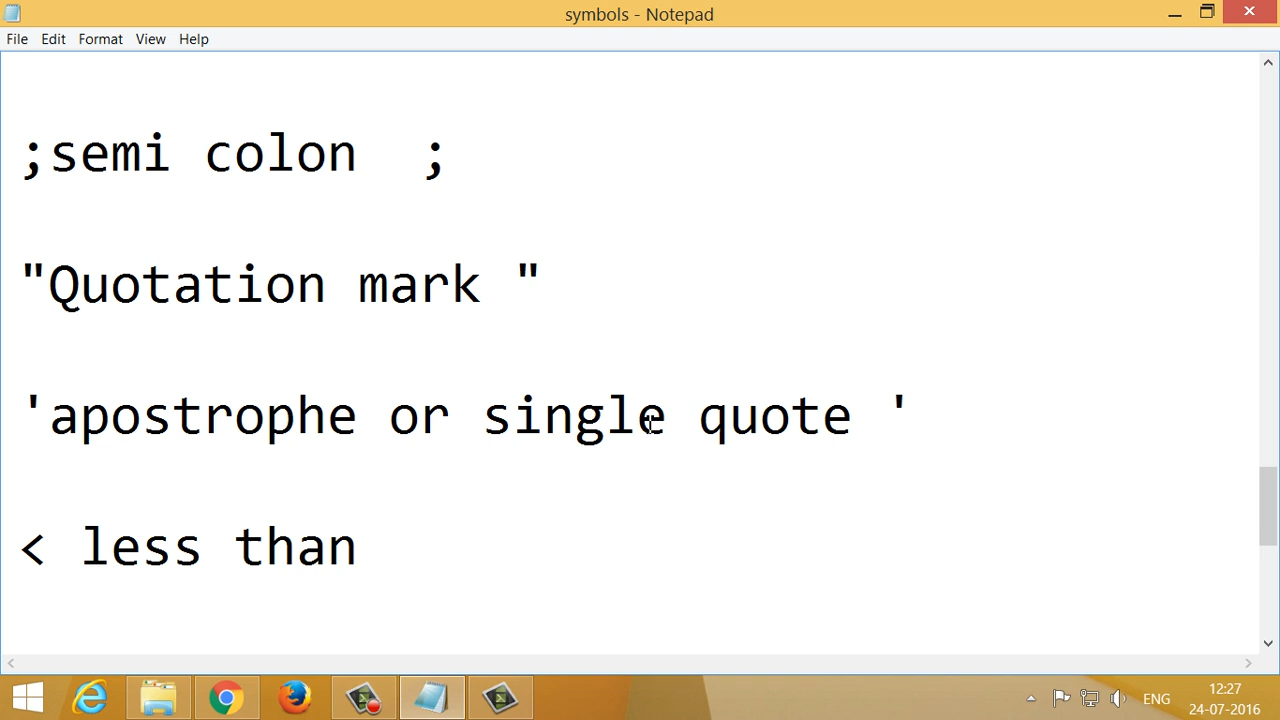 symbols - Notepad
File Edit Format View Help
;semi colon  ;
"Quotation mark "
'apostrophe or single quote '
< less than
ENG
12:27
24-07-2016